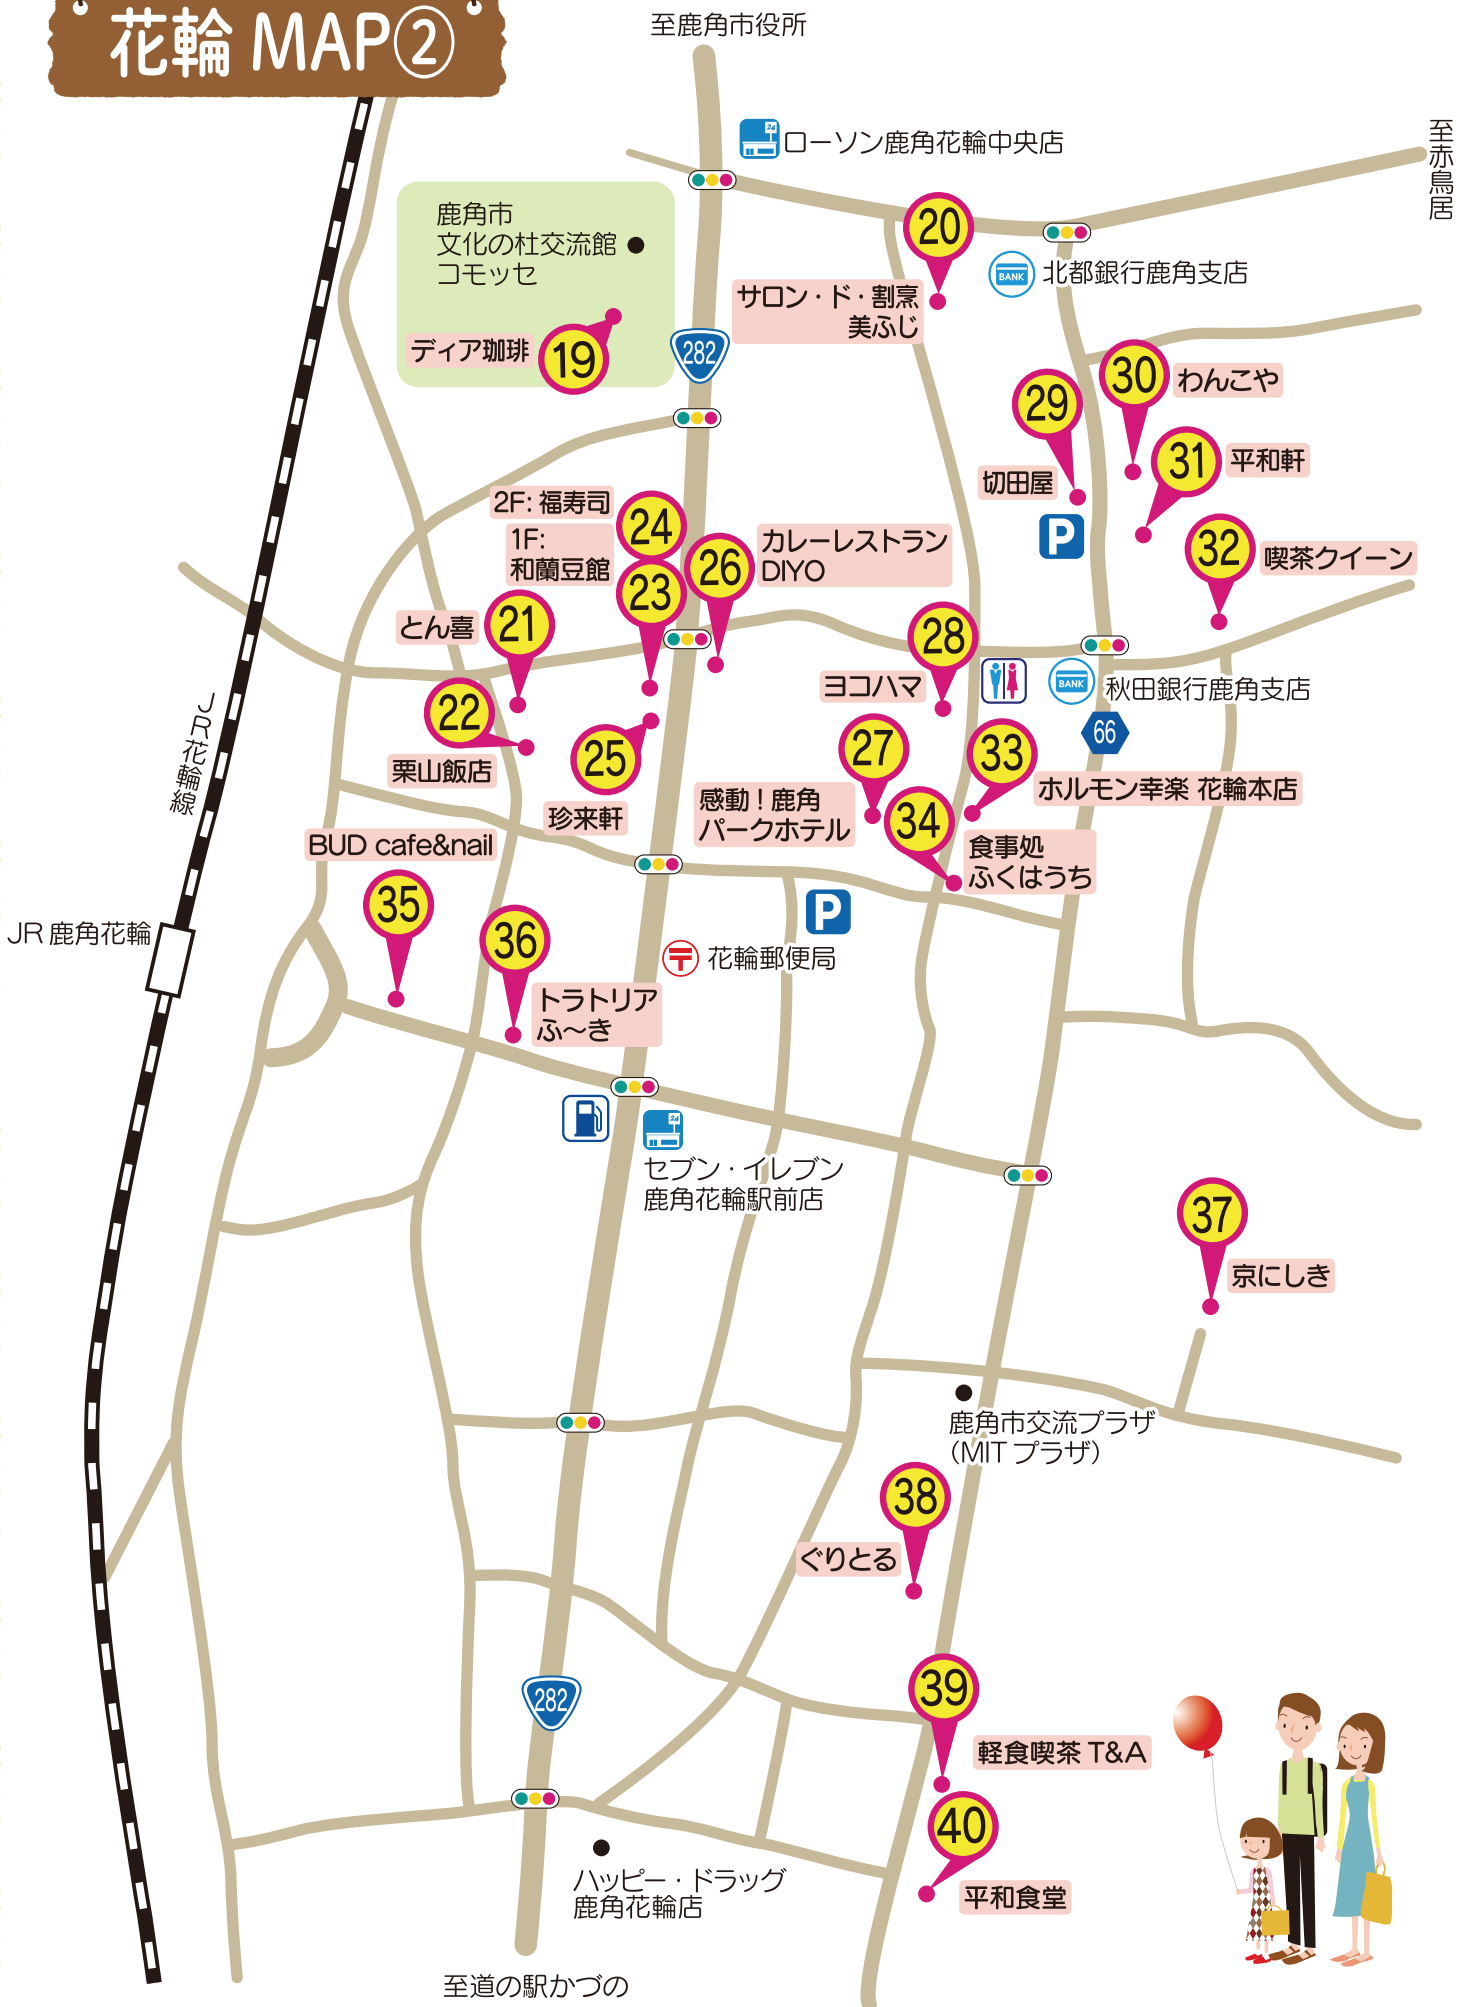 花輪 MAP②
至鹿角市役所
24
ローソン鹿角花輪中央店
至赤鳥居
鹿角市
文化の杜交流館
コモッセ
20
BANK
北都銀行鹿角支店
サロン・ド・割烹
美ふじ
ディア珈琲
19
282
30
わんこや
29
31
平和軒
切田屋
2F: 福寿司
24
P
1F:
和蘭豆館
23
26
カレーレストラン
DIYO
32
喫茶クイーン
とん喜
21
28
22
ヨコハマ
BANK
秋田銀行鹿角支店
66
JR花輪線
栗山飯店
25
27
33
珍来軒
感動!鹿角
パークホテル
34
ホルモン幸楽 花輪本店
BUD cafe&nail
食事処
ふくはうち
35
P
JR 鹿角花輪
36
〒
花輪郵便局
トラトリア
ふ〜き
24
セブン・イレブン
鹿角花輪駅前店
37
京にしき
鹿角市交流プラザ
(MIT プラザ)
38
ぐりとる
39
282
軽食喫茶 T&A
40
ハッピー・ドラッグ
鹿角花輪店
平和食堂
至道の駅かづの